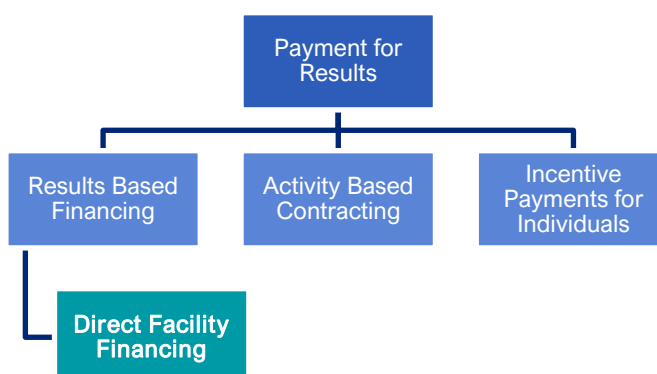 Payment for
Results
Results Based
Financing
Activity Based
Contracting
Incentive
Payments for
Individuals
Direct Facility
Financing